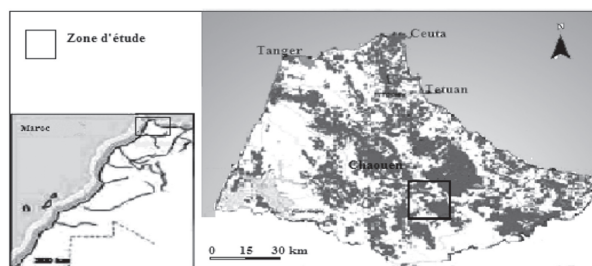 Zone d'étude
Maroc
Ceuta
Tanger
Tetuan
Chaouen
N
0 15 30 km